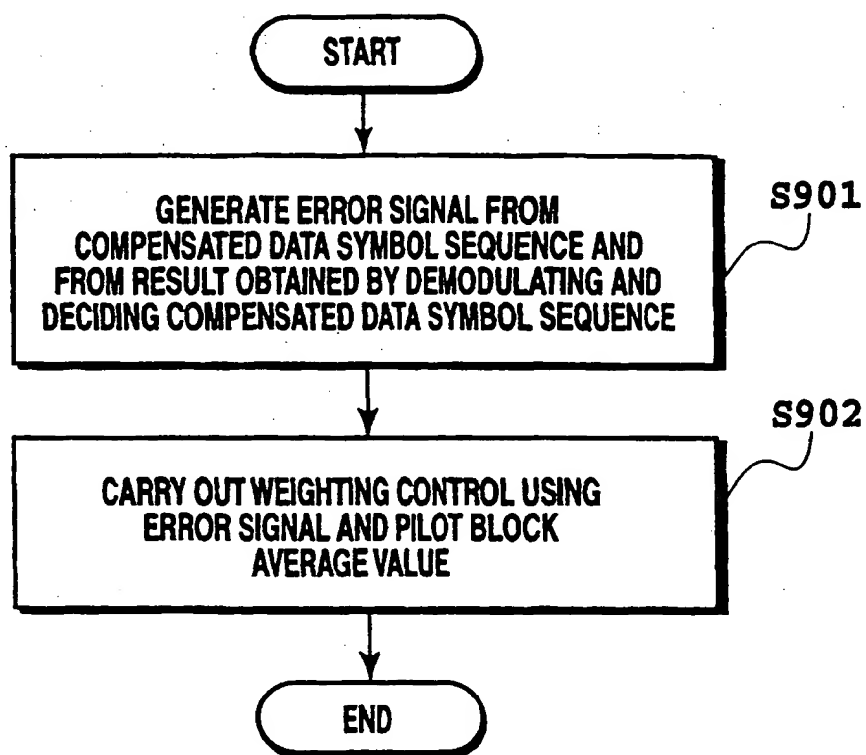 START
GENERATE ERROR SIGNAL FROM
COMPENSATED DATA SYMBOL SEQUENCE AND
FROM RESULT OBTAINED BY DEMODULATING AND
DECIDING COMPENSATED DATA SYMBOL SEQUENCE
S901
CARRY OUT WEIGHTING CONTROL USING
ERROR SIGNAL AND PILOT BLOCK
AVERAGE VALUE
S902
END